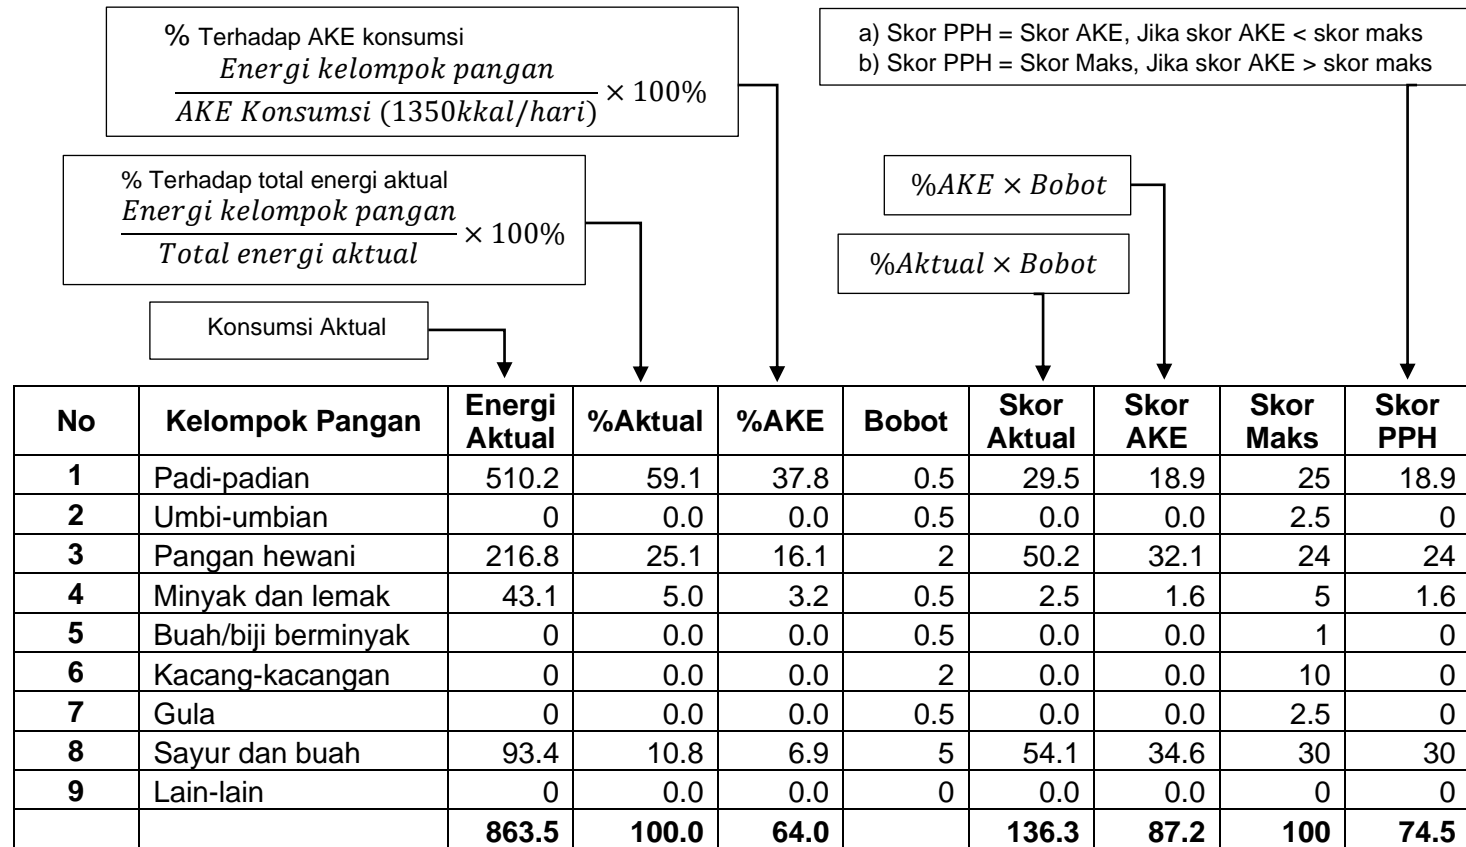 % Terhadap AKE konsumsi
Energi kelompok pangan
AKE Konsumsi (1350kkal/hari) × 100%
a) Skor PPH = Skor AKE, Jika skor AKE < skor maks
b) Skor PPH = Skor Maks, Jika skor AKE > skor maks
% Terhadap total energi aktual
Energi kelompok pangan
Total energi aktual × 100%
%AKE × Bobot
%Aktual × Bobot
Konsumsi Aktual
No Kelompok Pangan Energi Aktual %Aktual %AKE Bobot Skor Aktual Skor AKE Skor Maks Skor PPH
1 Padi-padian 510.2 59.1 37.8 0.5 29.5 18.9 25 18.9
2 Umbi-umbian 0 0.0 0.0 0.5 0.0 0.0 2.5 0
3 Pangan hewani 216.8 25.1 16.1 2 50.2 32.1 24 24
4 Minyak dan lemak 43.1 5.0 3.2 0.5 2.5 1.6 5 1.6
5 Buah/biji berminyak 0 0.0 0.0 0.5 0.0 0.0 1 0
6 Kacang-kacangan 0 0.0 0.0 2 0.0 0.0 10 0
7 Gula 0 0.0 0.0 0.5 0.0 0.0 2.5 0
8 Sayur dan buah 93.4 10.8 6.9 5 54.1 34.6 30 30
9 Lain-lain 0 0.0 0.0 0 0.0 0.0 0 0
863.5 100.0 64.0 136.3 87.2 100 74.5